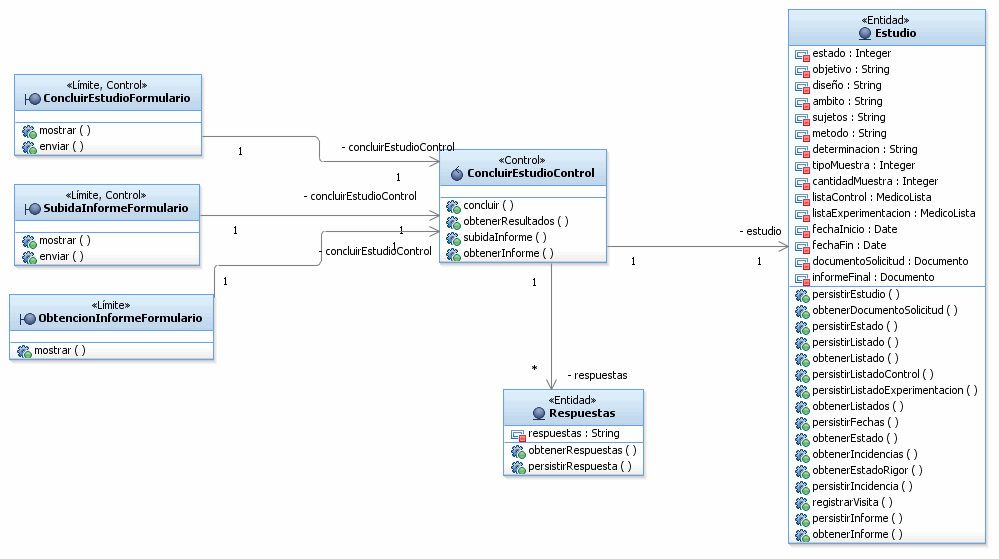 «Límite, Control»
ConcluirEstudioFormulario
mostrar ( )
enviar ( )
«Límite, Control»
SubidaInformeFormulario
mostrar ( )
enviar ( )
«Límite»
ObtencionInformeFormulario
mostrar ( )
1
- concluirEstudioControl
1
- concluirEstudioControl
1
1
- concluirEstudioControl
1
1
«Control»
ConcluirEstudioControl
concluir ( )
obtenerResultados ( )
subidaInforme ( )
obtenerInforme ( )
- estudio
1
1
1
*
- respuestas
«Entidad»
Respuestas
respuestas : String
obtenerRespuestas ( )
persistirRespuesta ( )
«Entidad»
Estudio
estado : Integer
objetivo : String
diseño : String
ambito : String
sujetos : String
metodo : String
determinacion : String
tipoMuestra : Integer
cantidadMuestra : Integer
listaControl : MedicoLista
listaExperimentacion : MedicoLista
fechaInicio : Date
fechaFin : Date
documentoSolicitud : Documento
informeFinal : Documento
persistirEstudio ( )
obtenerDocumentoSolicitud ( )
persistirEstado ( )
persistirListado ( )
obtenerListado ( )
persistirListadoControl ( )
persistirListadoExperimentacion ( )
obtenerListados ( )
persistirFechas ( )
obtenerEstado ( )
obtenerIncidencias ( )
obtenerEstadoRigor ( )
persistirIncidencia ( )
registrarVisita ( )
persistirInforme ( )
obtenerInforme ( )